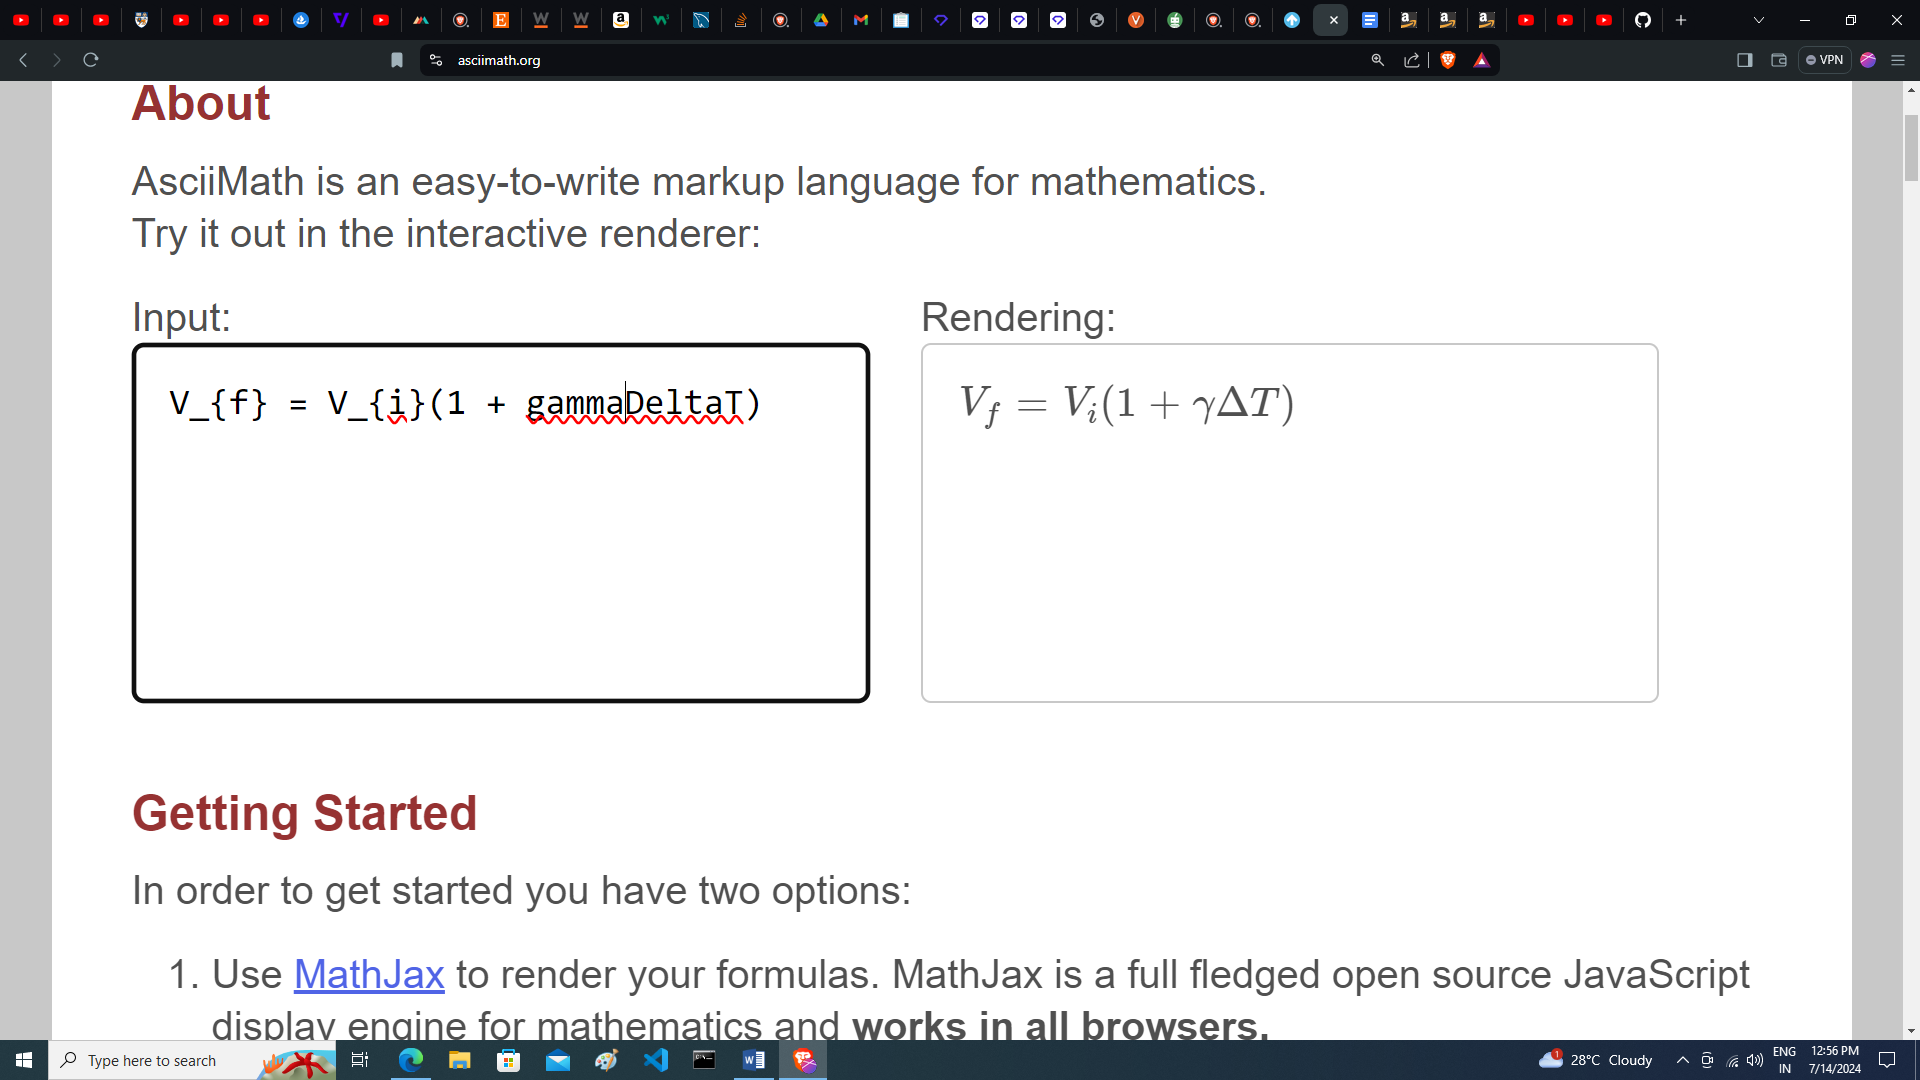 asciimath.org
VPN
About
AsciiMath is an easy-to-write markup language for mathematics.
Try it out in the interactive renderer:
Input:
Rendering:
V_{f} = V_{i}(1 + gammaDeltaT)
V_f = V_i(1 + γΔT)
Getting Started
In order to get started you have two options:
1. Use MathJax to render your formulas. MathJax is a full fledged open source JavaScript
display engine for mathematics and works in all browsers.
Type here to search
1
28°C Cloudy
ENG
IN
12:56 PM
7/14/2024